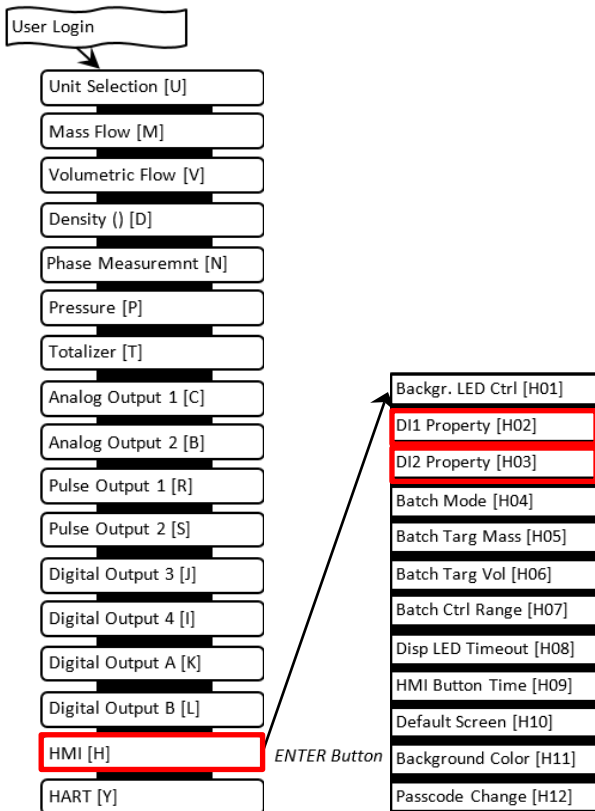 User Login
Unit Selection [U]
Mass Flow [M]
Volumetric Flow [V]
Density () [D]
Phase Measuremnt [N]
Pressure [P]
Totalizer [T]
Analog Output 1 [C]
Analog Output 2 [B]
Pulse Output 1 [R]
Pulse Output 2 [S]
Digital Output 3 [J]
Digital Output 4 [I]
Digital Output A [K]
Digital Output B [L]
HMI [H]
HART [Y]
ENTER Button
Backgr. LED Ctrl [H01]
DI1 Property [H02]
DI2 Property [H03]
Batch Mode [H04]
Batch Targ Mass [H05]
Batch Targ Vol [H06]
Batch Ctrl Range [H07]
Disp LED Timeout [H08]
HMI Button Time [H09]
Default Screen [H10]
Background Color [H11]
Passcode Change [H12]